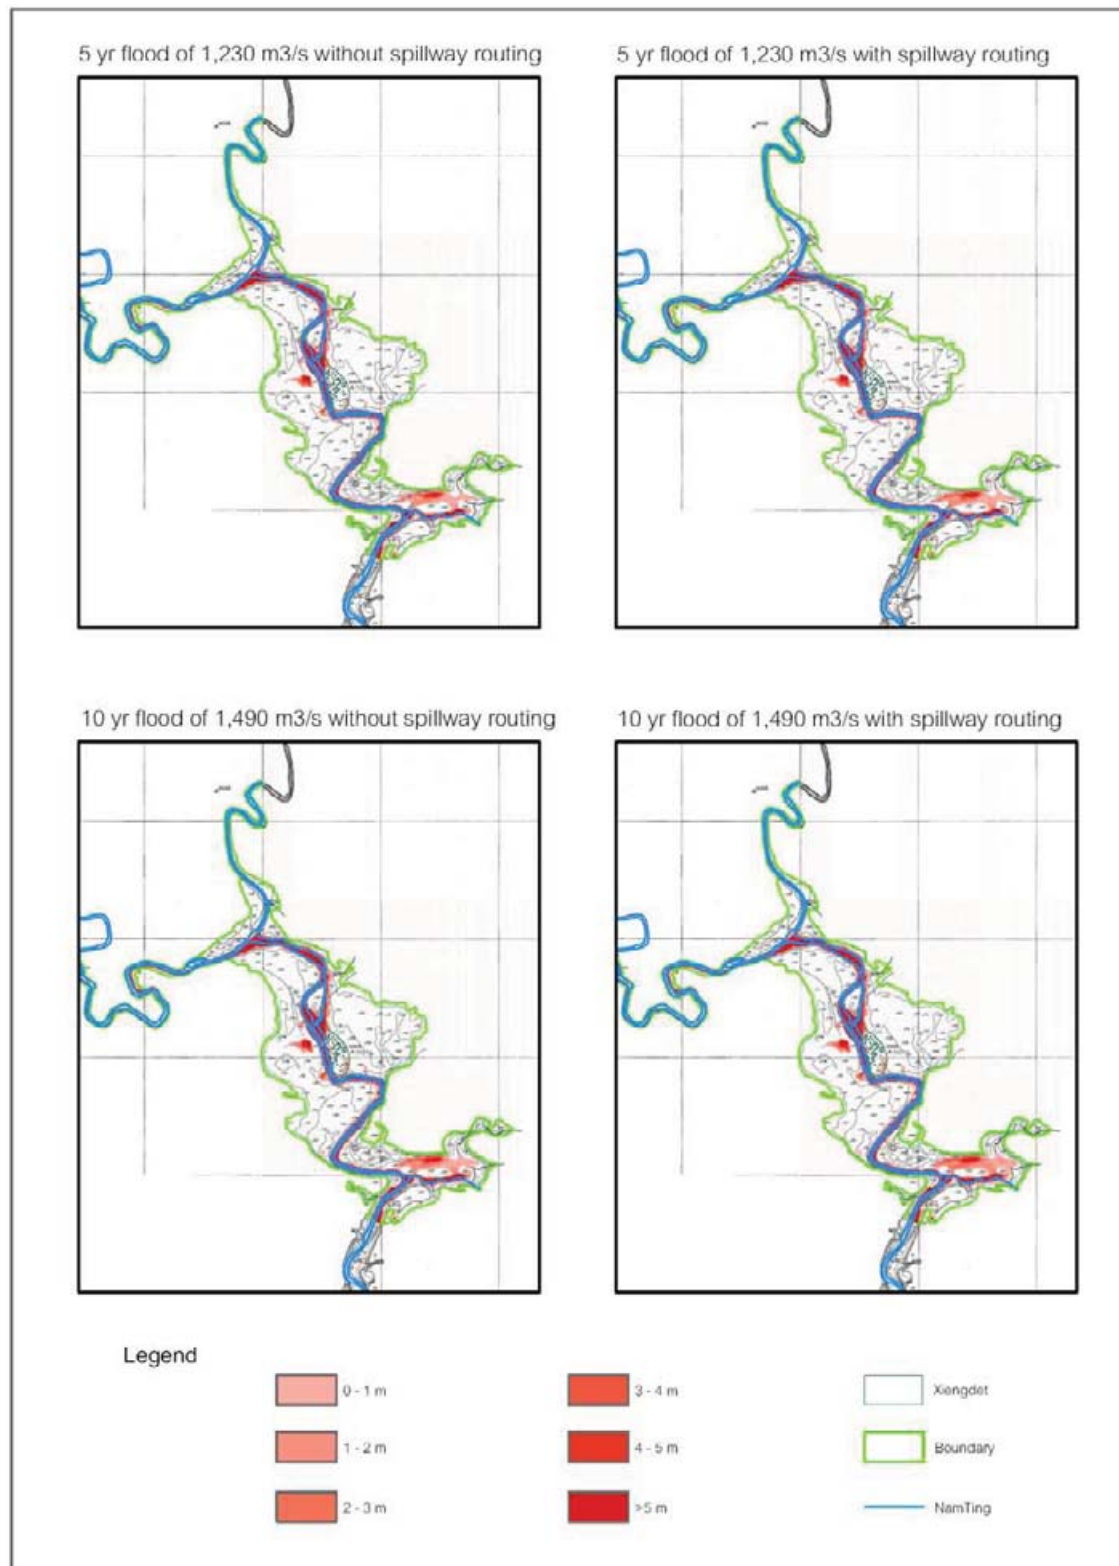 5 yr flood of 1,230 m3/s without spillway routing
5 yr flood of 1,230 m3/s with spillway routing
10 yr flood of 1,490 m3/s without spillway routing
10 yr flood of 1,490 m3/s with spillway routing
Legend
0 - 1 m
3 - 4 m
Xiengdet
1 - 2 m
4 - 5 m
Boundary
2 - 3 m
>5 m
NamTing